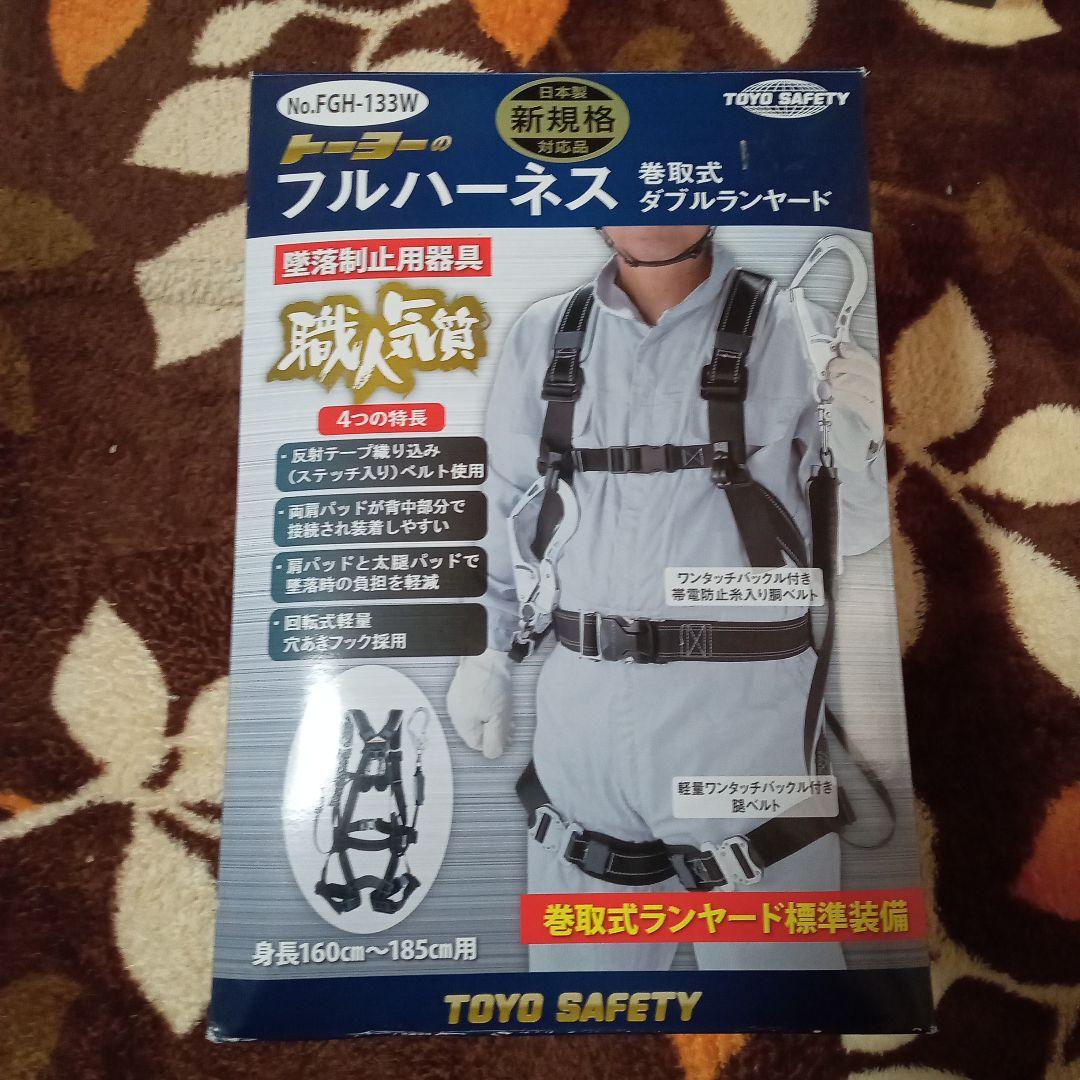 No.FGH-133W
日本製
新規格
対応品
TOYO SAFETY
トーヨーの
フルハーネス
巻取式
ダブルランヤード
墜落制止用器具
職人気質
4つの特長
・反射テープ織り込み
(ステッチ入り)ベルト使用
・両肩パッドが背中部分で
接続され装着しやすい
・肩パッドと太腿パッドで
墜落時の負担を軽減
・回転式軽量
穴あきフック採用
ワンタッチバックル付き
帯電防止糸入り胴ベルト
軽量ワンタッチバックル付き
腿ベルト
巻取式ランヤード標準装備
身長160cm～185cm用
TOYO SAFETY